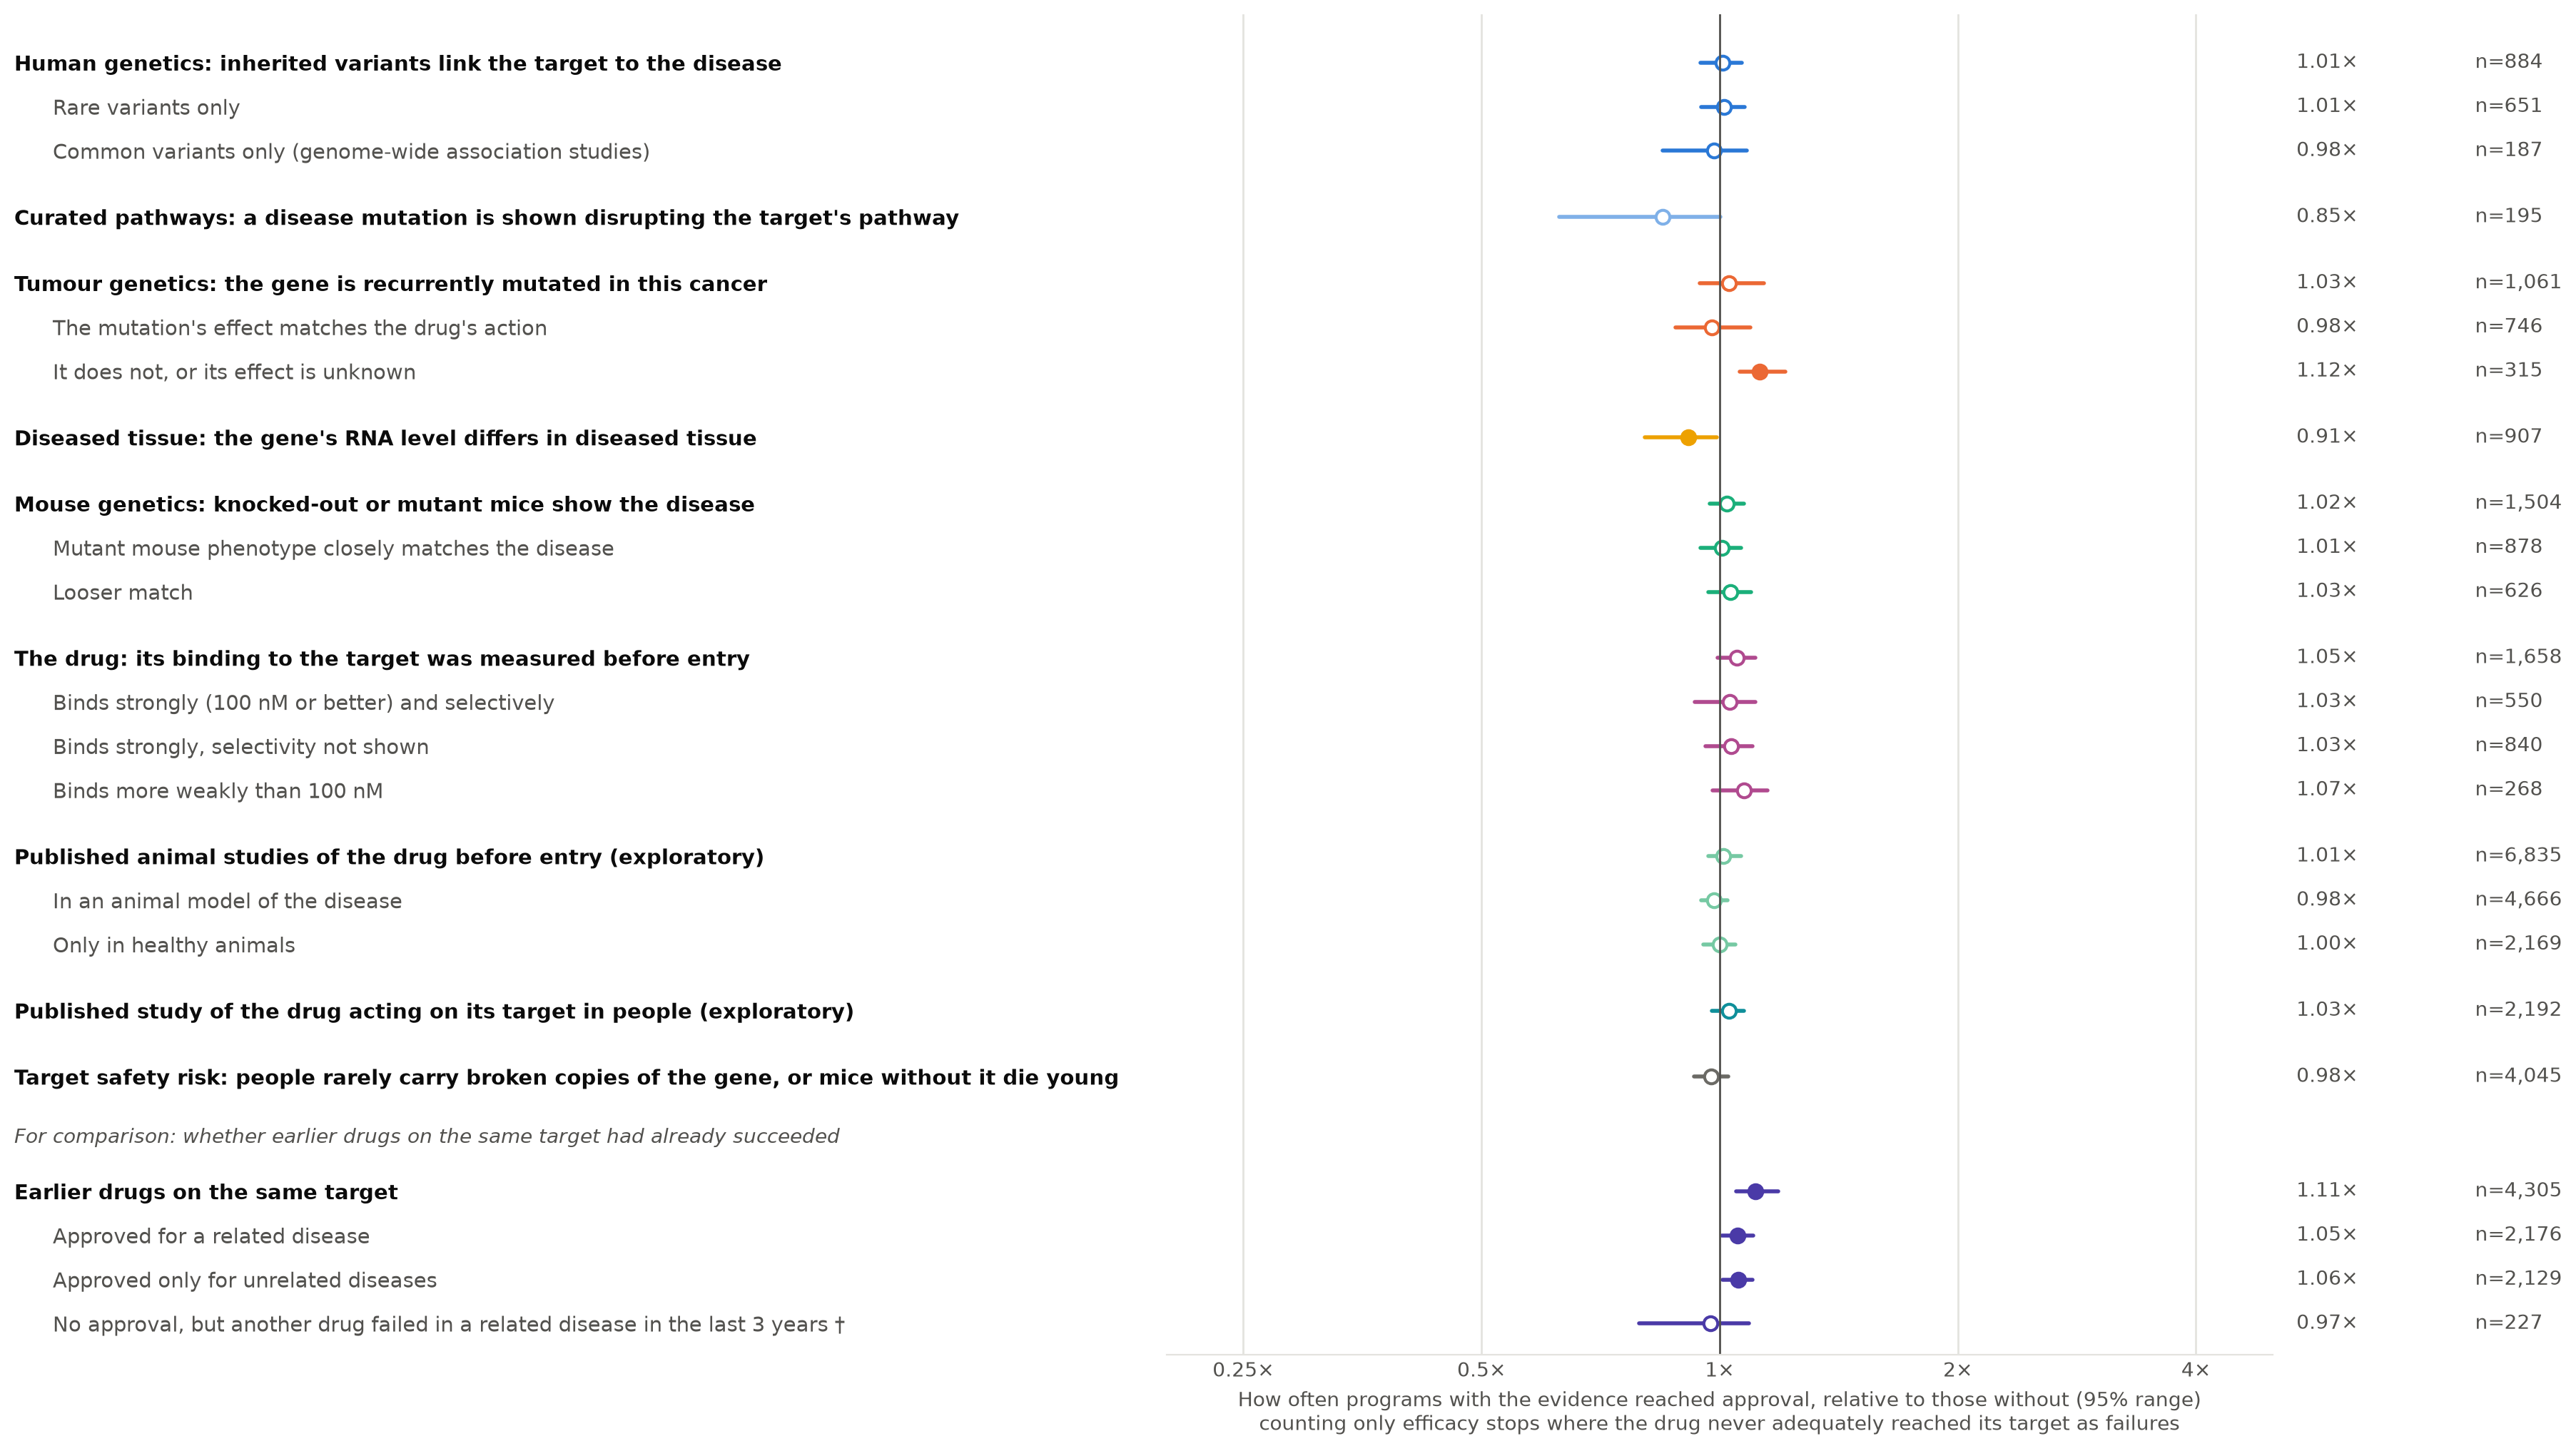 Human genetics: inherited variants link the target to the disease 1.01× n=884
Rare variants only 1.01× n=651
Common variants only (genome-wide association studies) 0.98× n=187
Curated pathways: a disease mutation is shown disrupting the target's pathway 0.85× n=195
Tumour genetics: the gene is recurrently mutated in this cancer 1.03× n=1,061
The mutation's effect matches the drug's action 0.98× n=746
It does not, or its effect is unknown 1.12× n=315
Diseased tissue: the gene's RNA level differs in diseased tissue 0.91× n=907
Mouse genetics: knocked-out or mutant mice show the disease 1.02× n=1,504
Mutant mouse phenotype closely matches the disease 1.01× n=878
Looser match 1.03× n=626
The drug: its binding to the target was measured before entry 1.05× n=1,658
Binds strongly (100 nM or better) and selectively 1.03× n=550
Binds strongly, selectivity not shown 1.03× n=840
Binds more weakly than 100 nM 1.07× n=268
Published animal studies of the drug before entry (exploratory) 1.01× n=6,835
In an animal model of the disease 0.98× n=4,666
Only in healthy animals 1.00× n=2,169
Published study of the drug acting on its target in people (exploratory) 1.03× n=2,192
Target safety risk: people rarely carry broken copies of the gene, or mice without it die young 0.98× n=4,045
For comparison: whether earlier drugs on the same target had already succeeded
Earlier drugs on the same target 1.11× n=4,305
Approved for a related disease 1.05× n=2,176
Approved only for unrelated diseases 1.06× n=2,129
No approval, but another drug failed in a related disease in the last 3 years † 0.97× n=227
0.25× 0.5× 1× 2× 4×
How often programs with the evidence reached approval, relative to those without (95% range)
counting only efficacy stops where the drug never adequately reached its target as failures